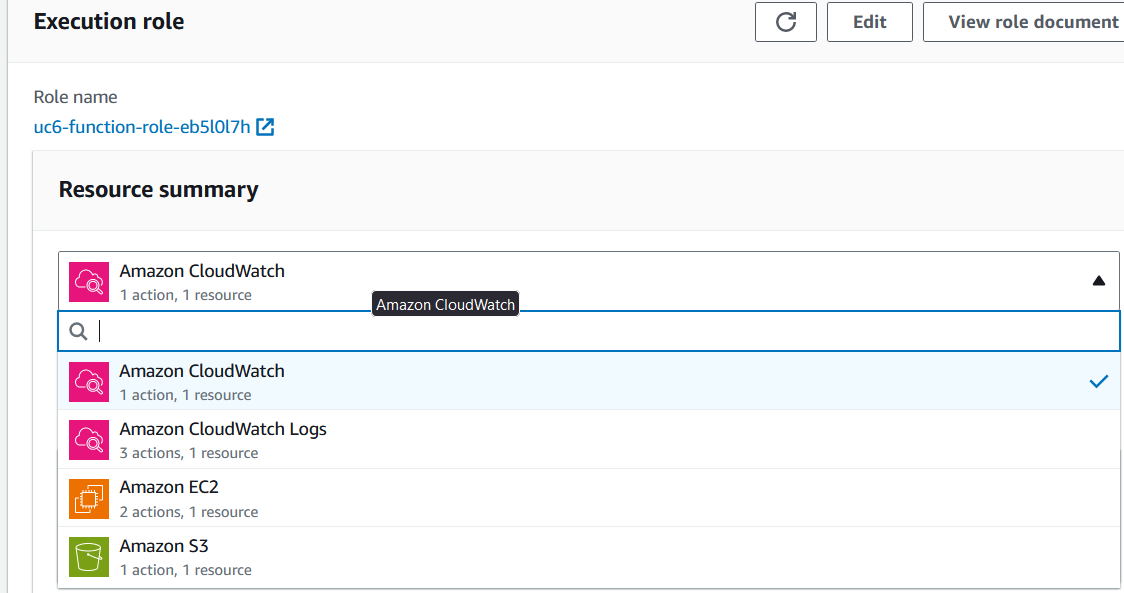 Execution role
Edit
View role document
Role name
uc6-function-role-eb5l0l7h
Resource summary
Amazon CloudWatch
1 action, 1 resource
Amazon CloudWatch
Amazon CloudWatch
1 action, 1 resource
Amazon CloudWatch Logs
3 actions, 1 resource
Amazon EC2
2 actions, 1 resource
Amazon S3
1 action, 1 resource